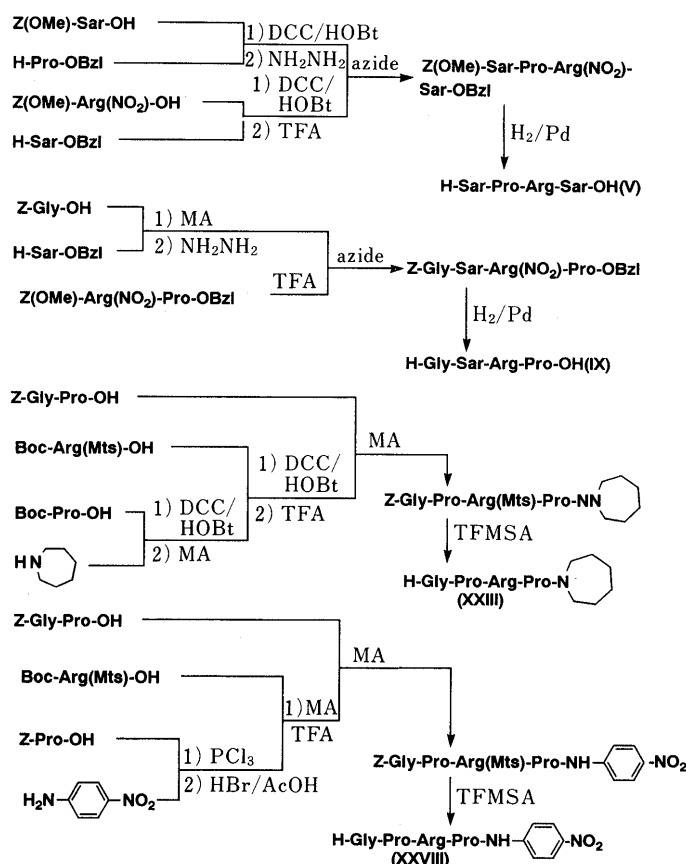 Z(OMe)-Sar-OH
1) DCC/HOBt
H-Pro-OBzl
2) NH2NH2
azide
Z(OMe)-Sar-Pro-Arg(NO2)-
Sar-OBzl
1) DCC/
HOBt
Z(OMe)-Arg(NO2)-OH
2) TFA
H-Sar-OBzl
H2/Pd
H-Sar-Pro-Arg-Sar-OH(V)
Z-Gly-OH
1) MA
H-Sar-OBzl
2) NH2NH2
azide
Z-Gly-Sar-Arg(NO2)-Pro-OBzl
TFA
Z(OMe)-Arg(NO2)-Pro-OBzl
H2/Pd
H-Gly-Sar-Arg-Pro-OH(IX)
Z-Gly-Pro-OH
MA
Boc-Arg(Mts)-OH
1) DCC/
HOBt
2) TFA
Z-Gly-Pro-Arg(Mts)-Pro-NN
Boc-Pro-OH
1) DCC/
HOBt
2) MA
HN
TFMSA
H-Gly-Pro-Arg-Pro-N
(XXIII)
Z-Gly-Pro-OH
MA
Boc-Arg(Mts)-OH
1)MA
TFA
Z-Pro-OH
1) PCl3
2) HBr/AcOH
H2N
-NO2
Z-Gly-Pro-Arg(Mts)-Pro-NH
-NO2
TFMSA
H-Gly-Pro-Arg-Pro-NH
-NO2
(XXVIII)